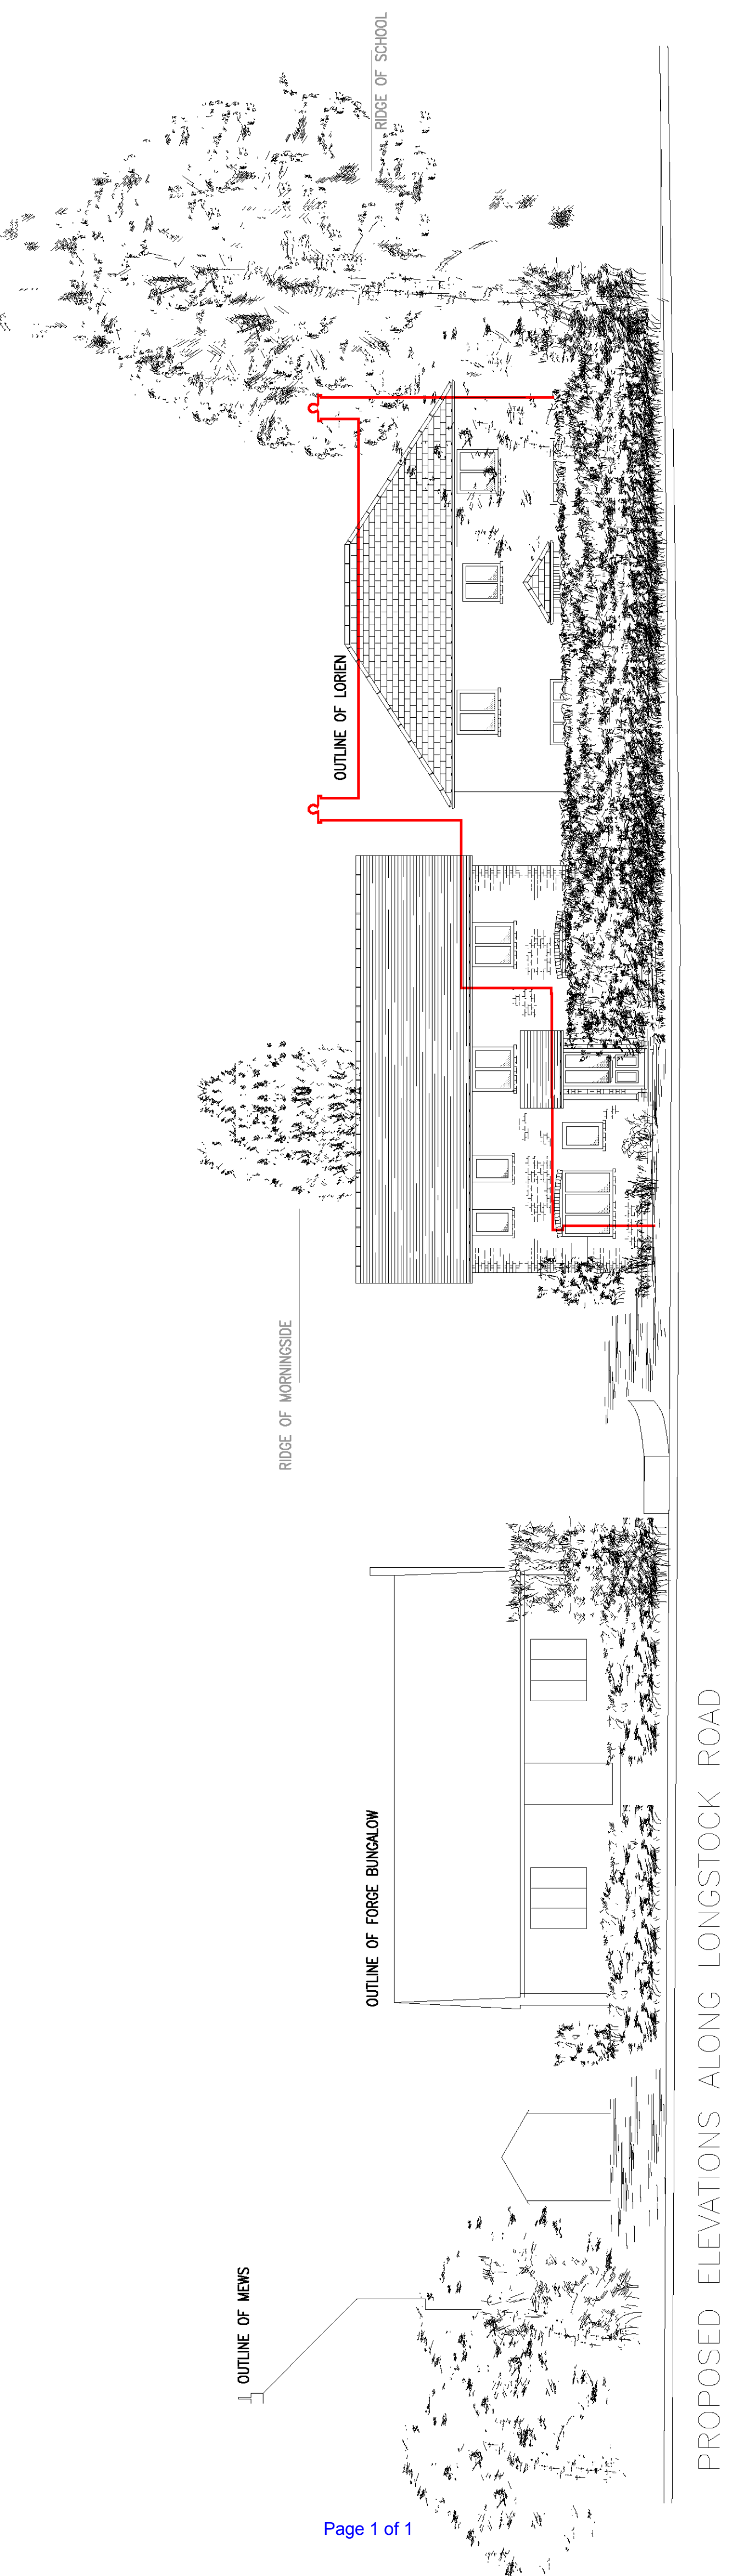 OUTLINE OF MEWS
OUTLINE OF FORGE BUNGALOW
RIDGE OF MORNINGSIDE
OUTLINE OF LORIEN
RIDGE OF SCHOOL
PROPOSED ELEVATIONS ALONG LONGSTOCK ROAD
Page 1 of 1